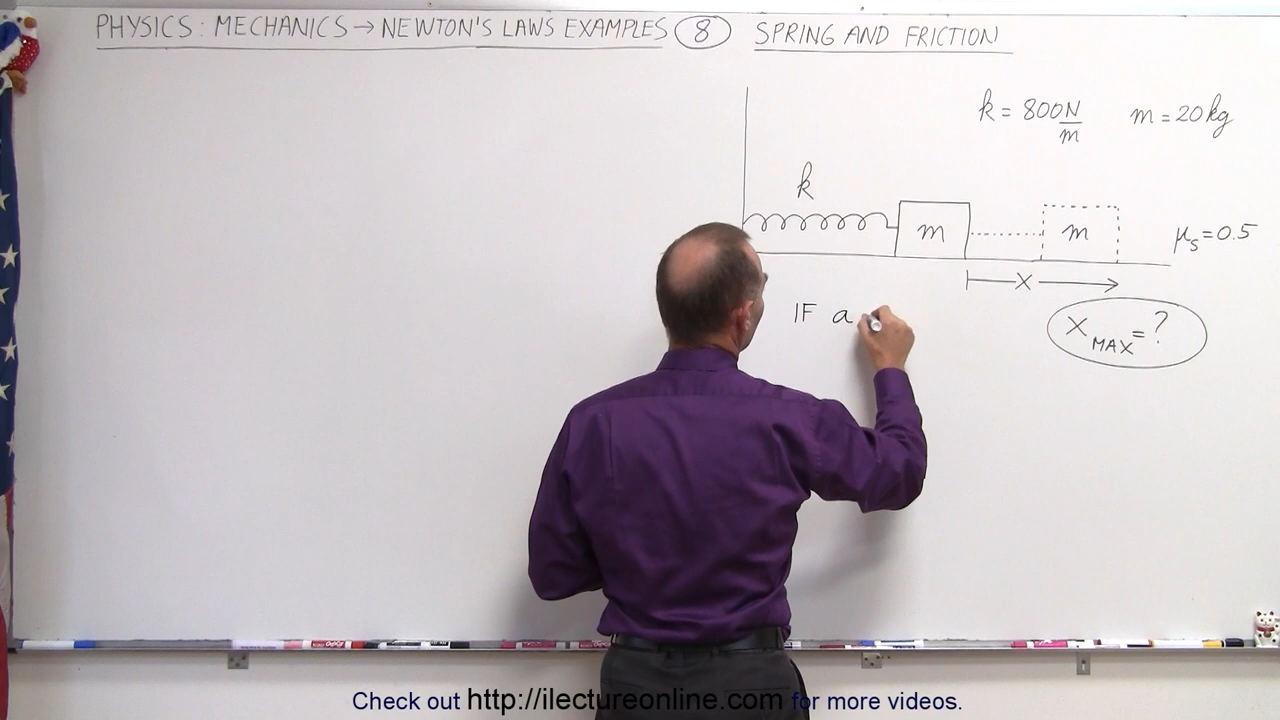 PHYSICS: MECHANICS → NEWTON'S LAWS EXAMPLES 8 SPRING AND FRICTION
k = 800 N/m m = 20 kg
k
m m μs = 0.5
x
IF a
XMAX = ?
Check out http://ilectureonline.com for more videos.